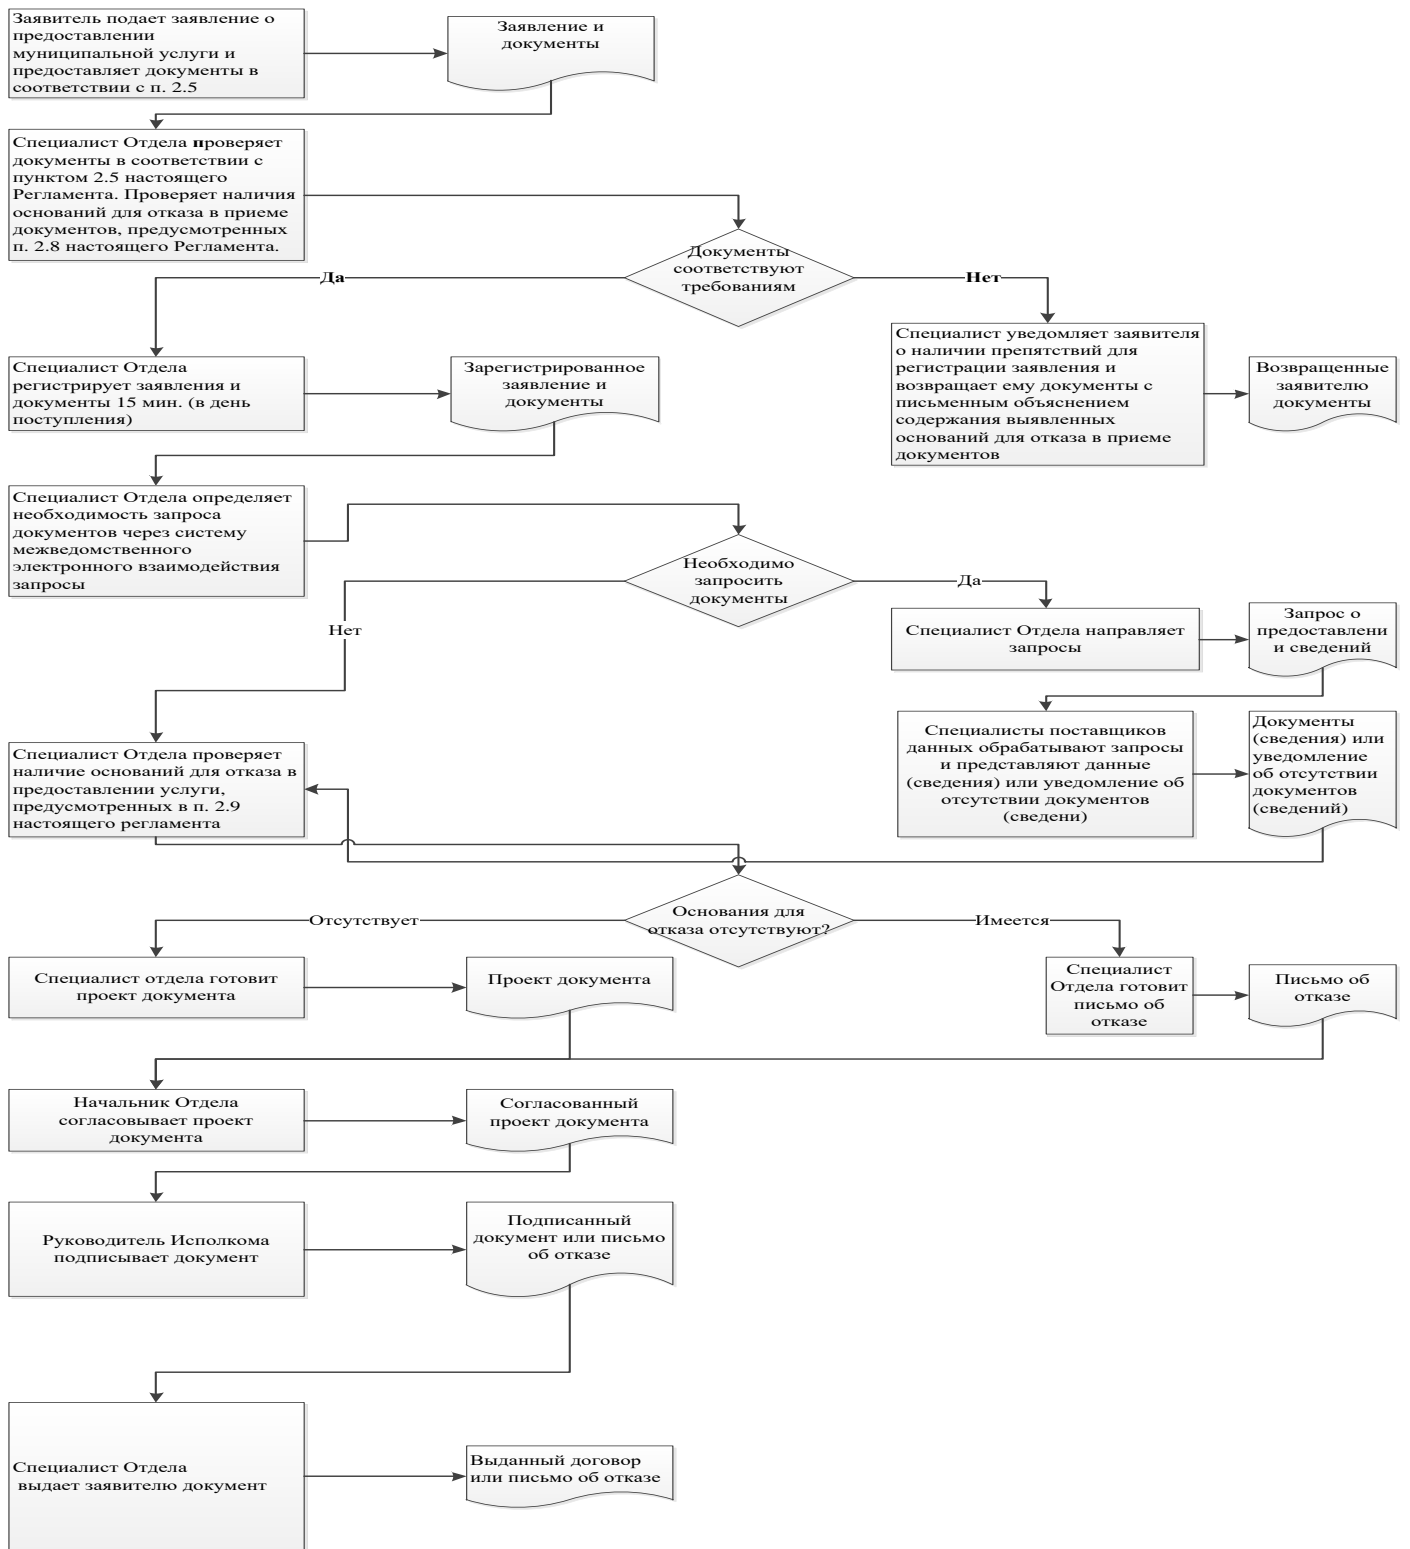 Заявитель подает заявление о
предоставлении
муниципальной услуги и
предоставляет документы в
соответствии с п. 2.5
Заявление и
документы
Специалист Отдела проверяет
документы в соответствии с
пунктом 2.5 настоящего
Регламента. Проверяет наличия
оснований для отказа в приеме
документов, предусмотренных
п. 2.8 настоящего Регламента.
Документы
соответствуют
требованиям
Да
Нет
Специалист Отдела
регистрирует заявления и
документы 15 мин. (в день
поступления)
Зарегистрированное
заявление и
документы
Специалист уведомляет заявителя
о наличии препятствий для
регистрации заявления и
возвращает ему документы с
письменным объяснением
содержания выявленных
оснований для отказа в приеме
документов
Возвращенные
заявителю
документы
Специалист Отдела определяет
необходимость запроса
документов через систему
межведомственного
электронного взаимодействия
запросы
Необходимо
запросить
документы
Да
Нет
Специалист Отдела направляет
запросы
Запрос о
предоставлени
и сведений
Специалисты поставщиков
данных обрабатывают запросы
и представляют данные
(сведения) или уведомление об
отсутствии документов
(сведени)
Документы
(сведения) или
уведомление
об отсутствии
документов
(сведений)
Специалист Отдела проверяет
наличие оснований для отказа в
предоставлении услуги,
предусмотренных в п. 2.9
настоящего регламента
Основания для
отказа отсутствуют?
Отсутствует
Имеется
Специалист отдела готовит
проект документа
Проект документа
Специалист
Отдела готовит
письмо об
отказе
Письмо об
отказе
Начальник Отдела
согласовывает проект
документа
Согласованный
проект документа
Руководитель Исполкома
подписывает документ
Подписанный
документ или письмо
об отказе
Специалист Отдела
выдает заявителю документ
Выданный договор
или письмо об отказе